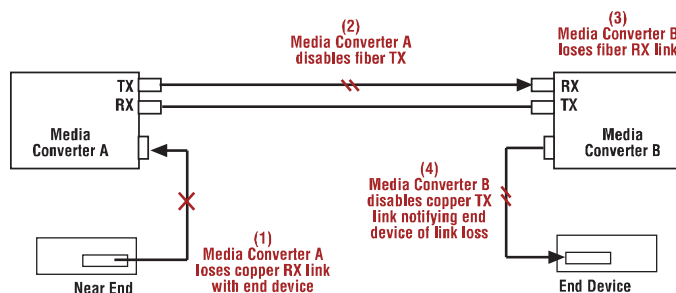 (2)
Media Converter A
disables fiber TX
(3)
Media Converter B
loses fiber RX link
TX
RX
Media
Converter A
RX
TX
Media
Converter B
(4)
Media Converter B
disables copper TX
link notifying end
device of link loss
(1)
Media Converter A
loses copper RX link
with end device
Near End
End Device